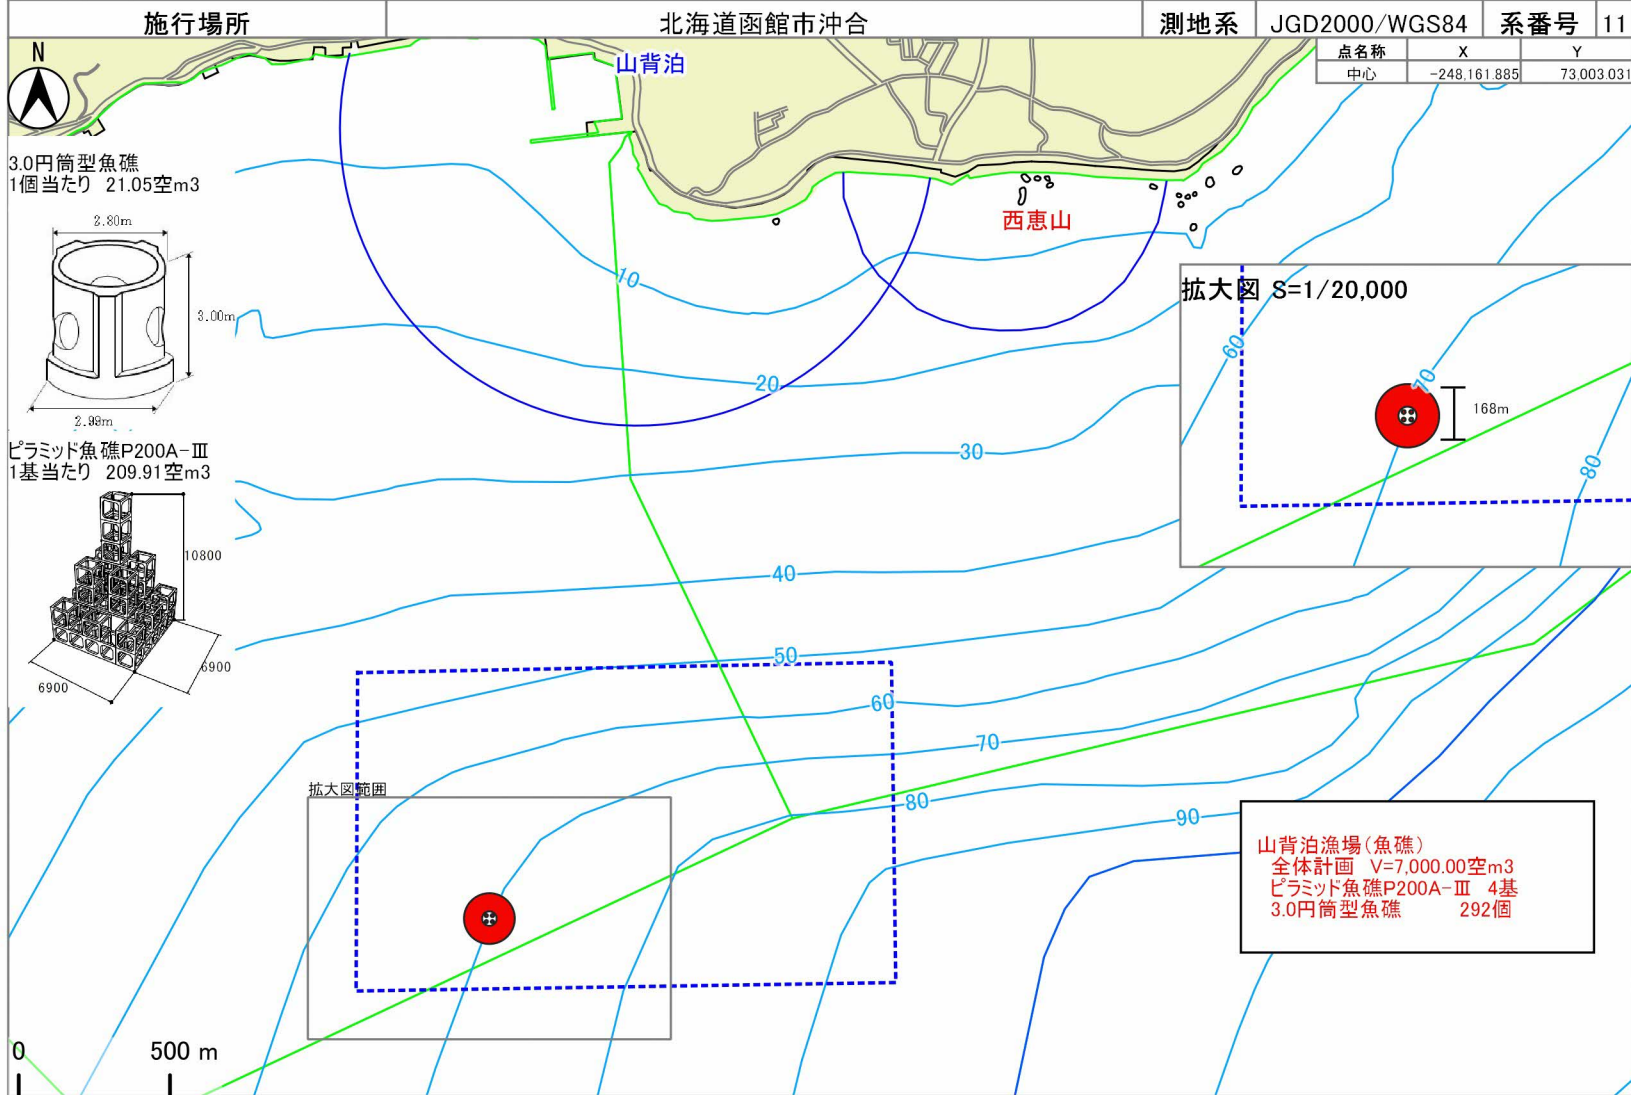 施行場所 北海道函館市沖合 測地系 JGD2000/WGS84 系番号 11
点名称 X Y
中心 -248,161.885 73,003.031
N
山背泊
3.0円筒型魚礁
1個当たり 21.05空m3
2.80m
3.00m
2.99m
西恵山
10
拡大図 S=1/20,000
60
70
168m
80
20
30
ピラミッド魚礁P200A-Ⅲ
1基当たり 209.91空m3
10800
6900
6900
40
50
60
70
拡大図範囲
80
90
山背泊漁場(魚礁)
全体計画 V=7,000.00空m3
ピラミッド魚礁P200A-Ⅲ 4基
3.0円筒型魚礁 292個
0 500 m